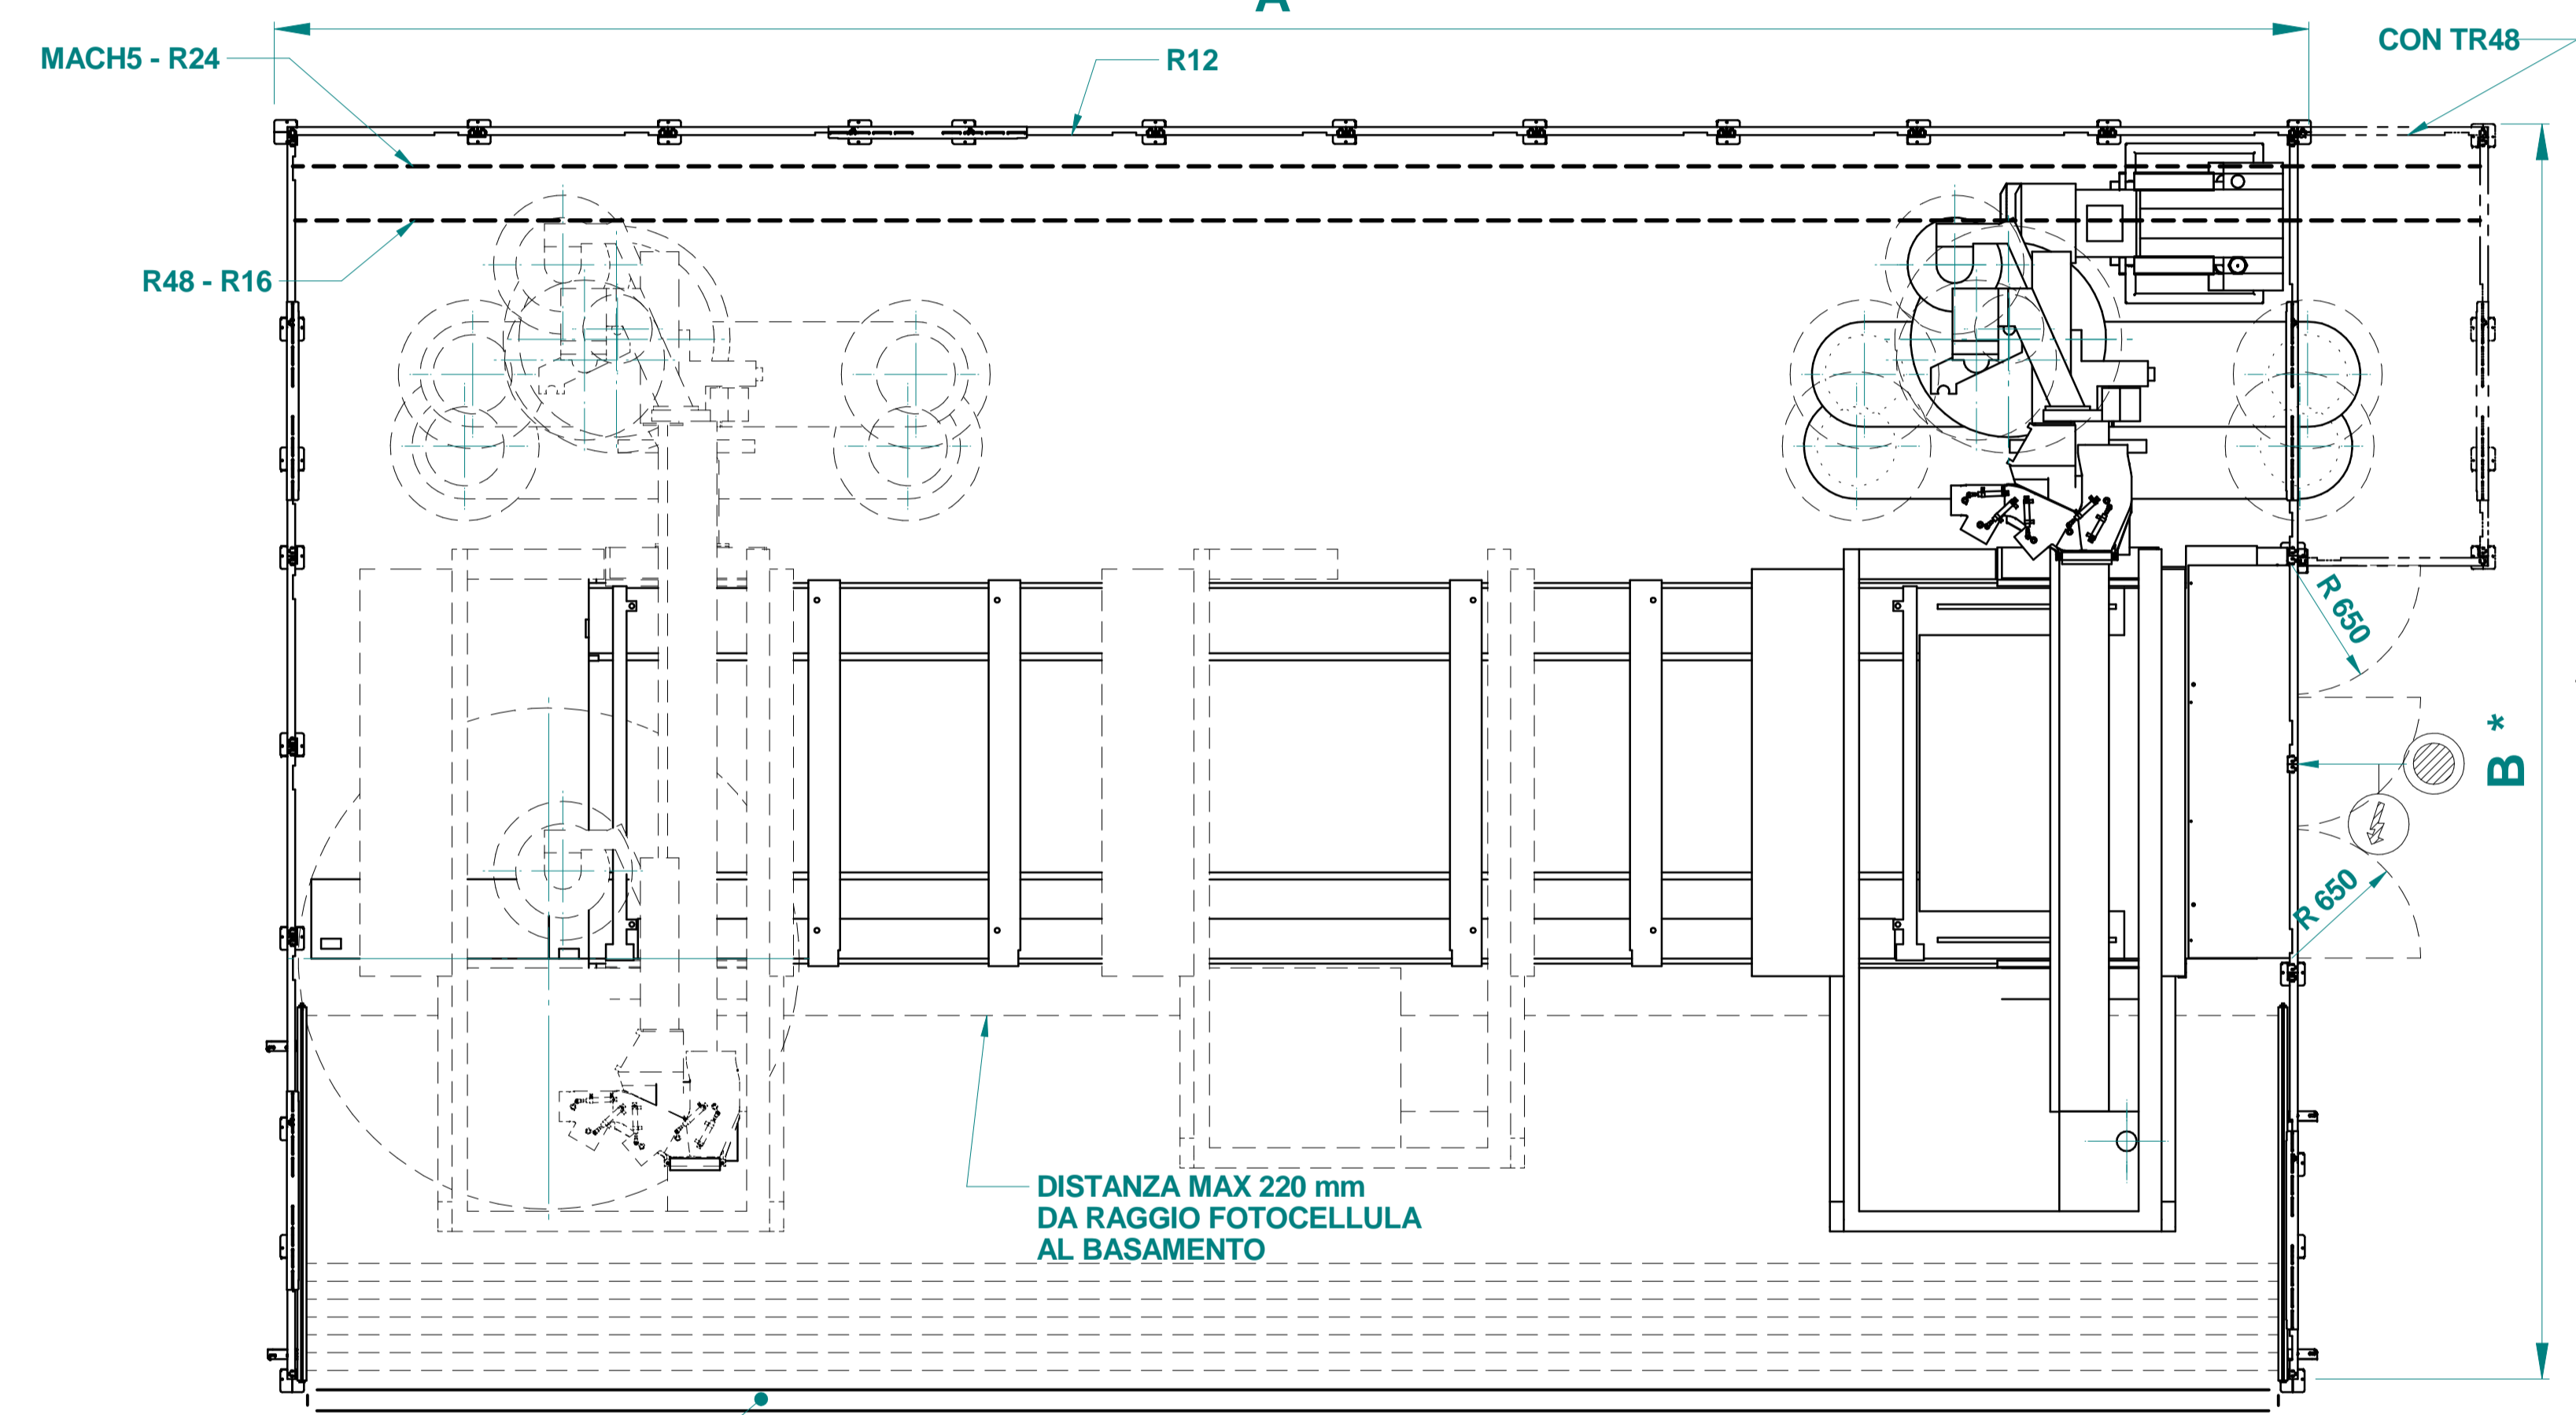 A
MACH5 - R24
R12
CON TR48
R48 - R16
R 650
B *
R 650
DISTANZA MAX 220 mm
DA RAGGIO FOTOCELLULA
AL BASAMENTO